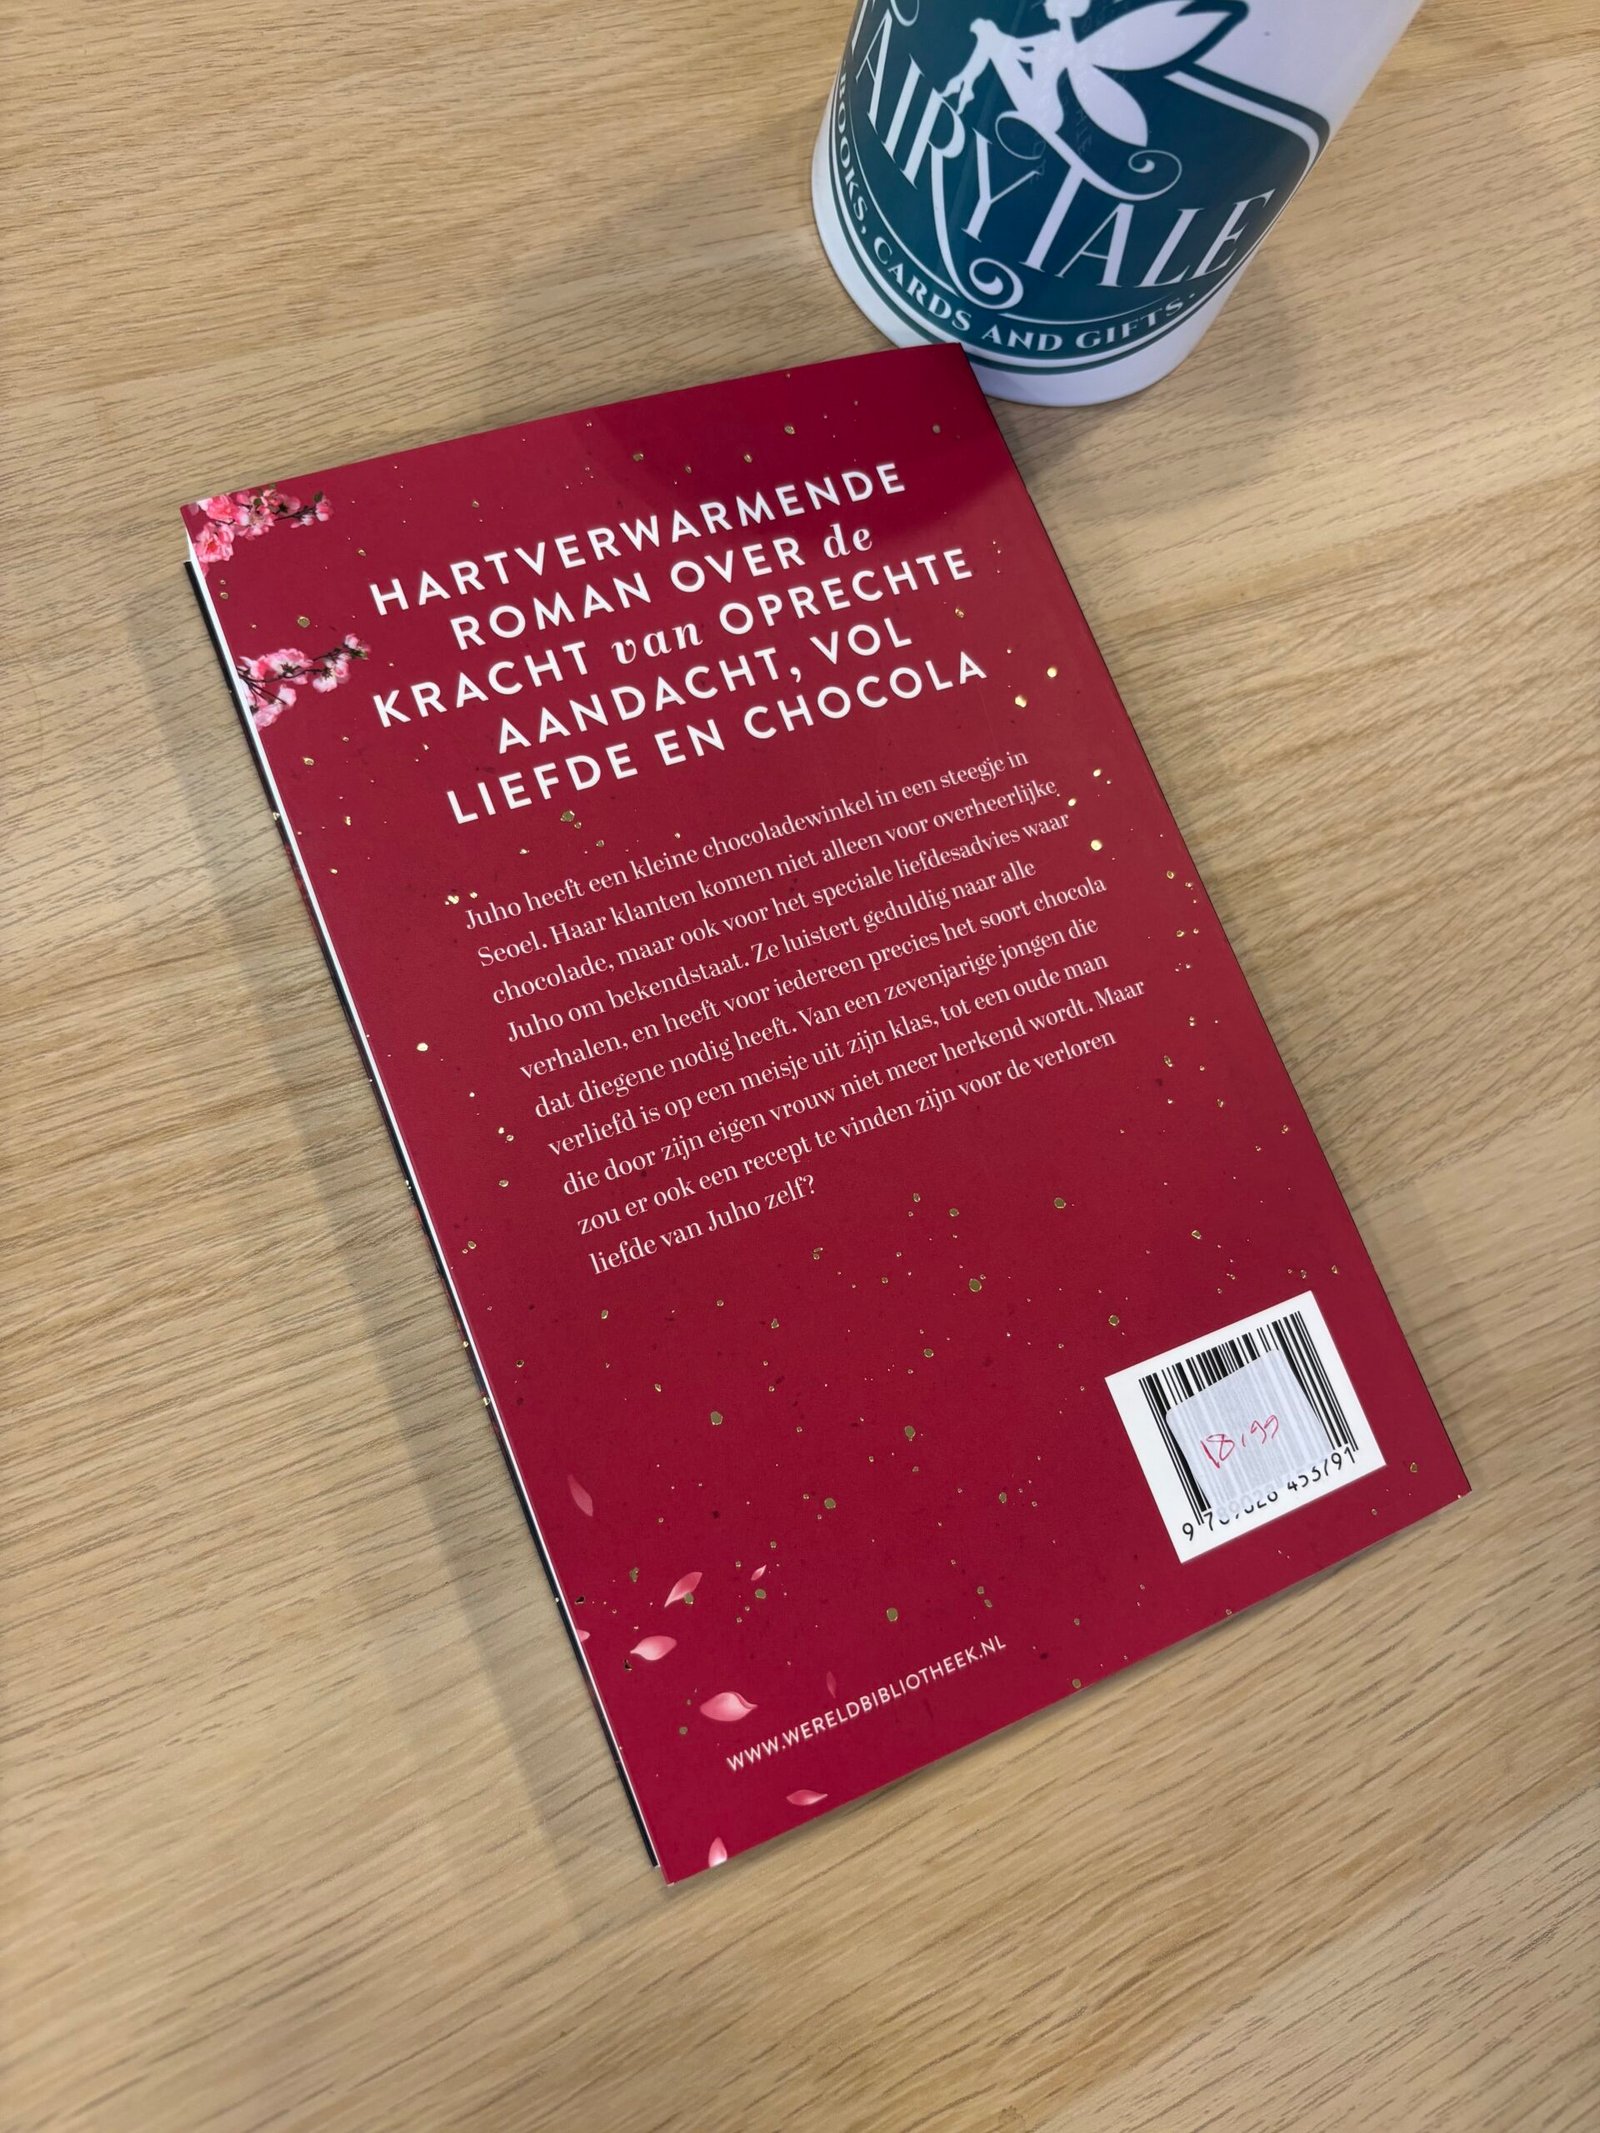 FAIRYTALE
BOOKS, CARDS AND GIFTS
HARTVERWARMENDE
ROMAN OVER de
KRACHT van OPRECHTE
AANDACHT, VOL
LIEFDE EN CHOCOLA
Juho heeft een kleine chocoladewinkel in een steegje in
Seoel. Haar klanten komen niet alleen voor overheerlijke
chocolade, maar ook voor het speciale liefdesadvies waar
Juho om bekendstaat. Ze luistert geduldig naar alle
verhalen, en heeft voor iedereen precies het soort chocola
dat diegene nodig heeft. Van een zevenjarige jongen die
verliefd is op een meisje uit zijn klas, tot een oude man
die door zijn eigen vrouw niet meer herkend wordt. Maar
zou er ook een recept te vinden zijn voor de verloren
liefde van Juho zelf?
18,99
9
WWW.WERELDBIBLIOTHEEK.NL